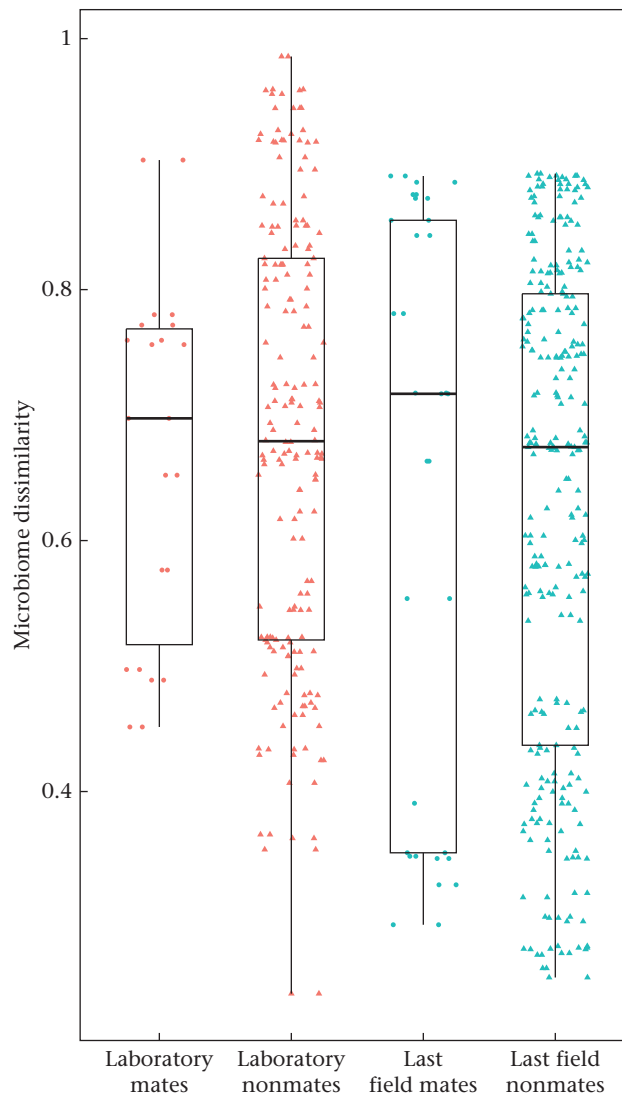 1
0.8
0.6
0.4
Microbiome dissimilarity
Laboratory
mates
Laboratory
nonmates
Last
field mates
Last field
nonmates